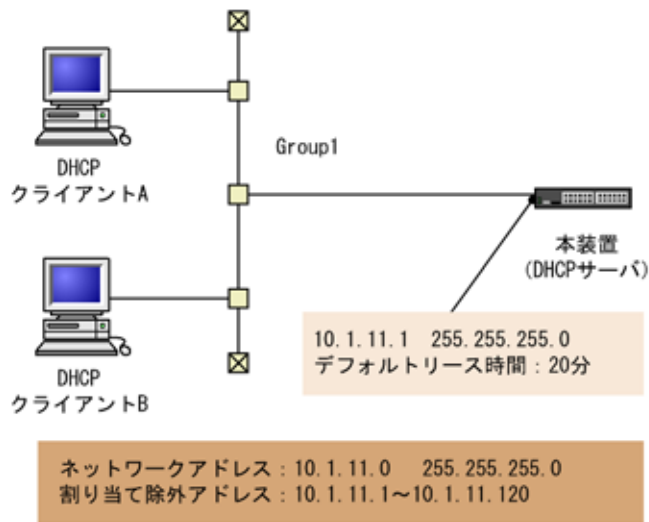 DHCP
クライアントA
Group1
本装置
(DHCPサーバ)
DHCP
クライアントB
10.1.11.1 255.255.255.0
デフォルトリース時間:20分
ネットワークアドレス:10.1.11.0 255.255.255.0
割り当て除外アドレス:10.1.11.1~10.1.11.120